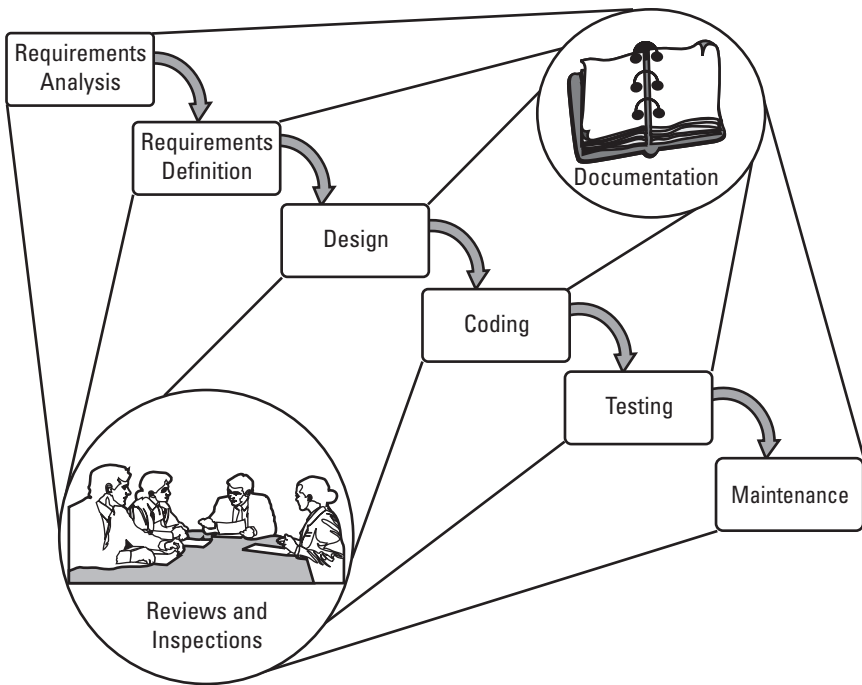 Requirements
Analysis
Requirements
Definition
Documentation
Design
Coding
Testing
Maintenance
Reviews and
Inspections